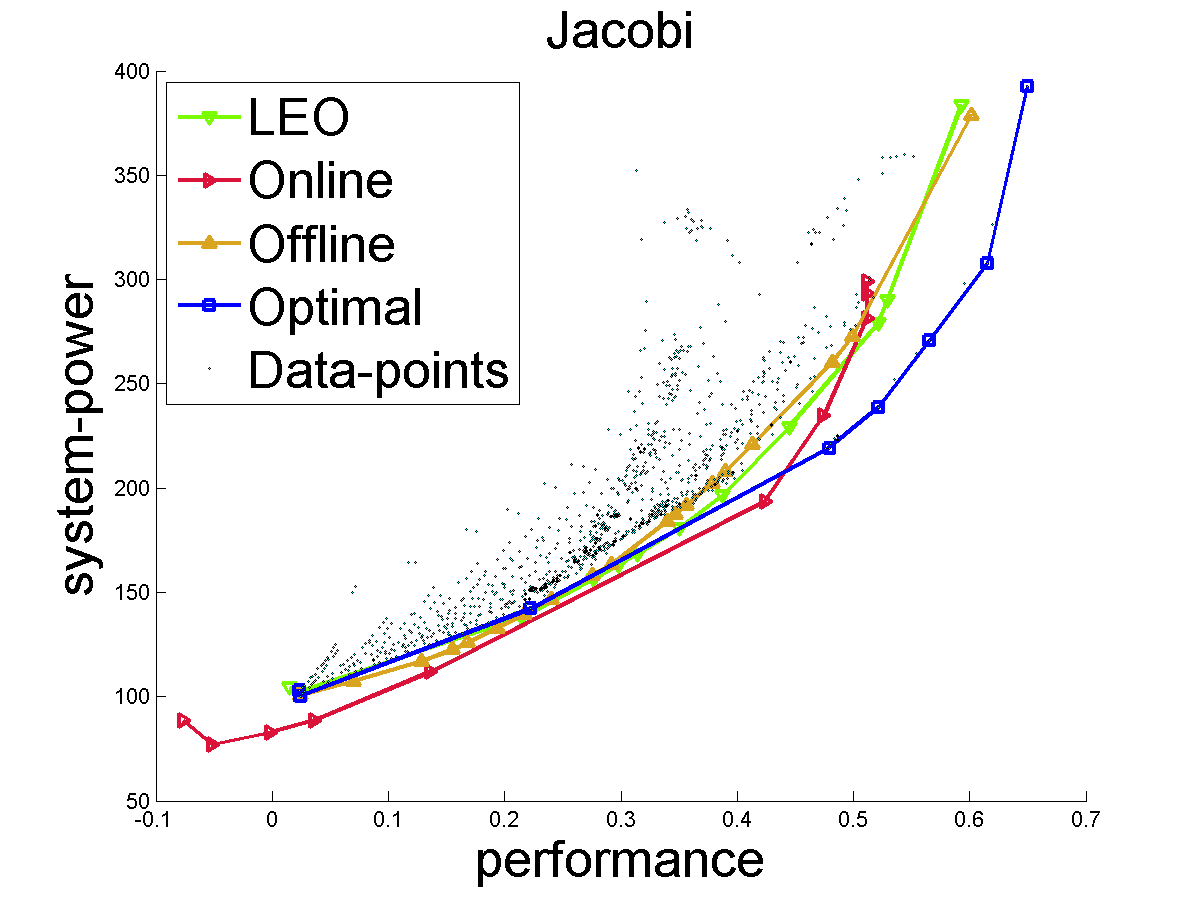 Jacobi
400
350
300
250
200
150
100
50
LEO
Online
Offline
Optimal
Data-points
system-power
-0.1 0 0.1 0.2 0.3 0.4 0.5 0.6 0.7
performance